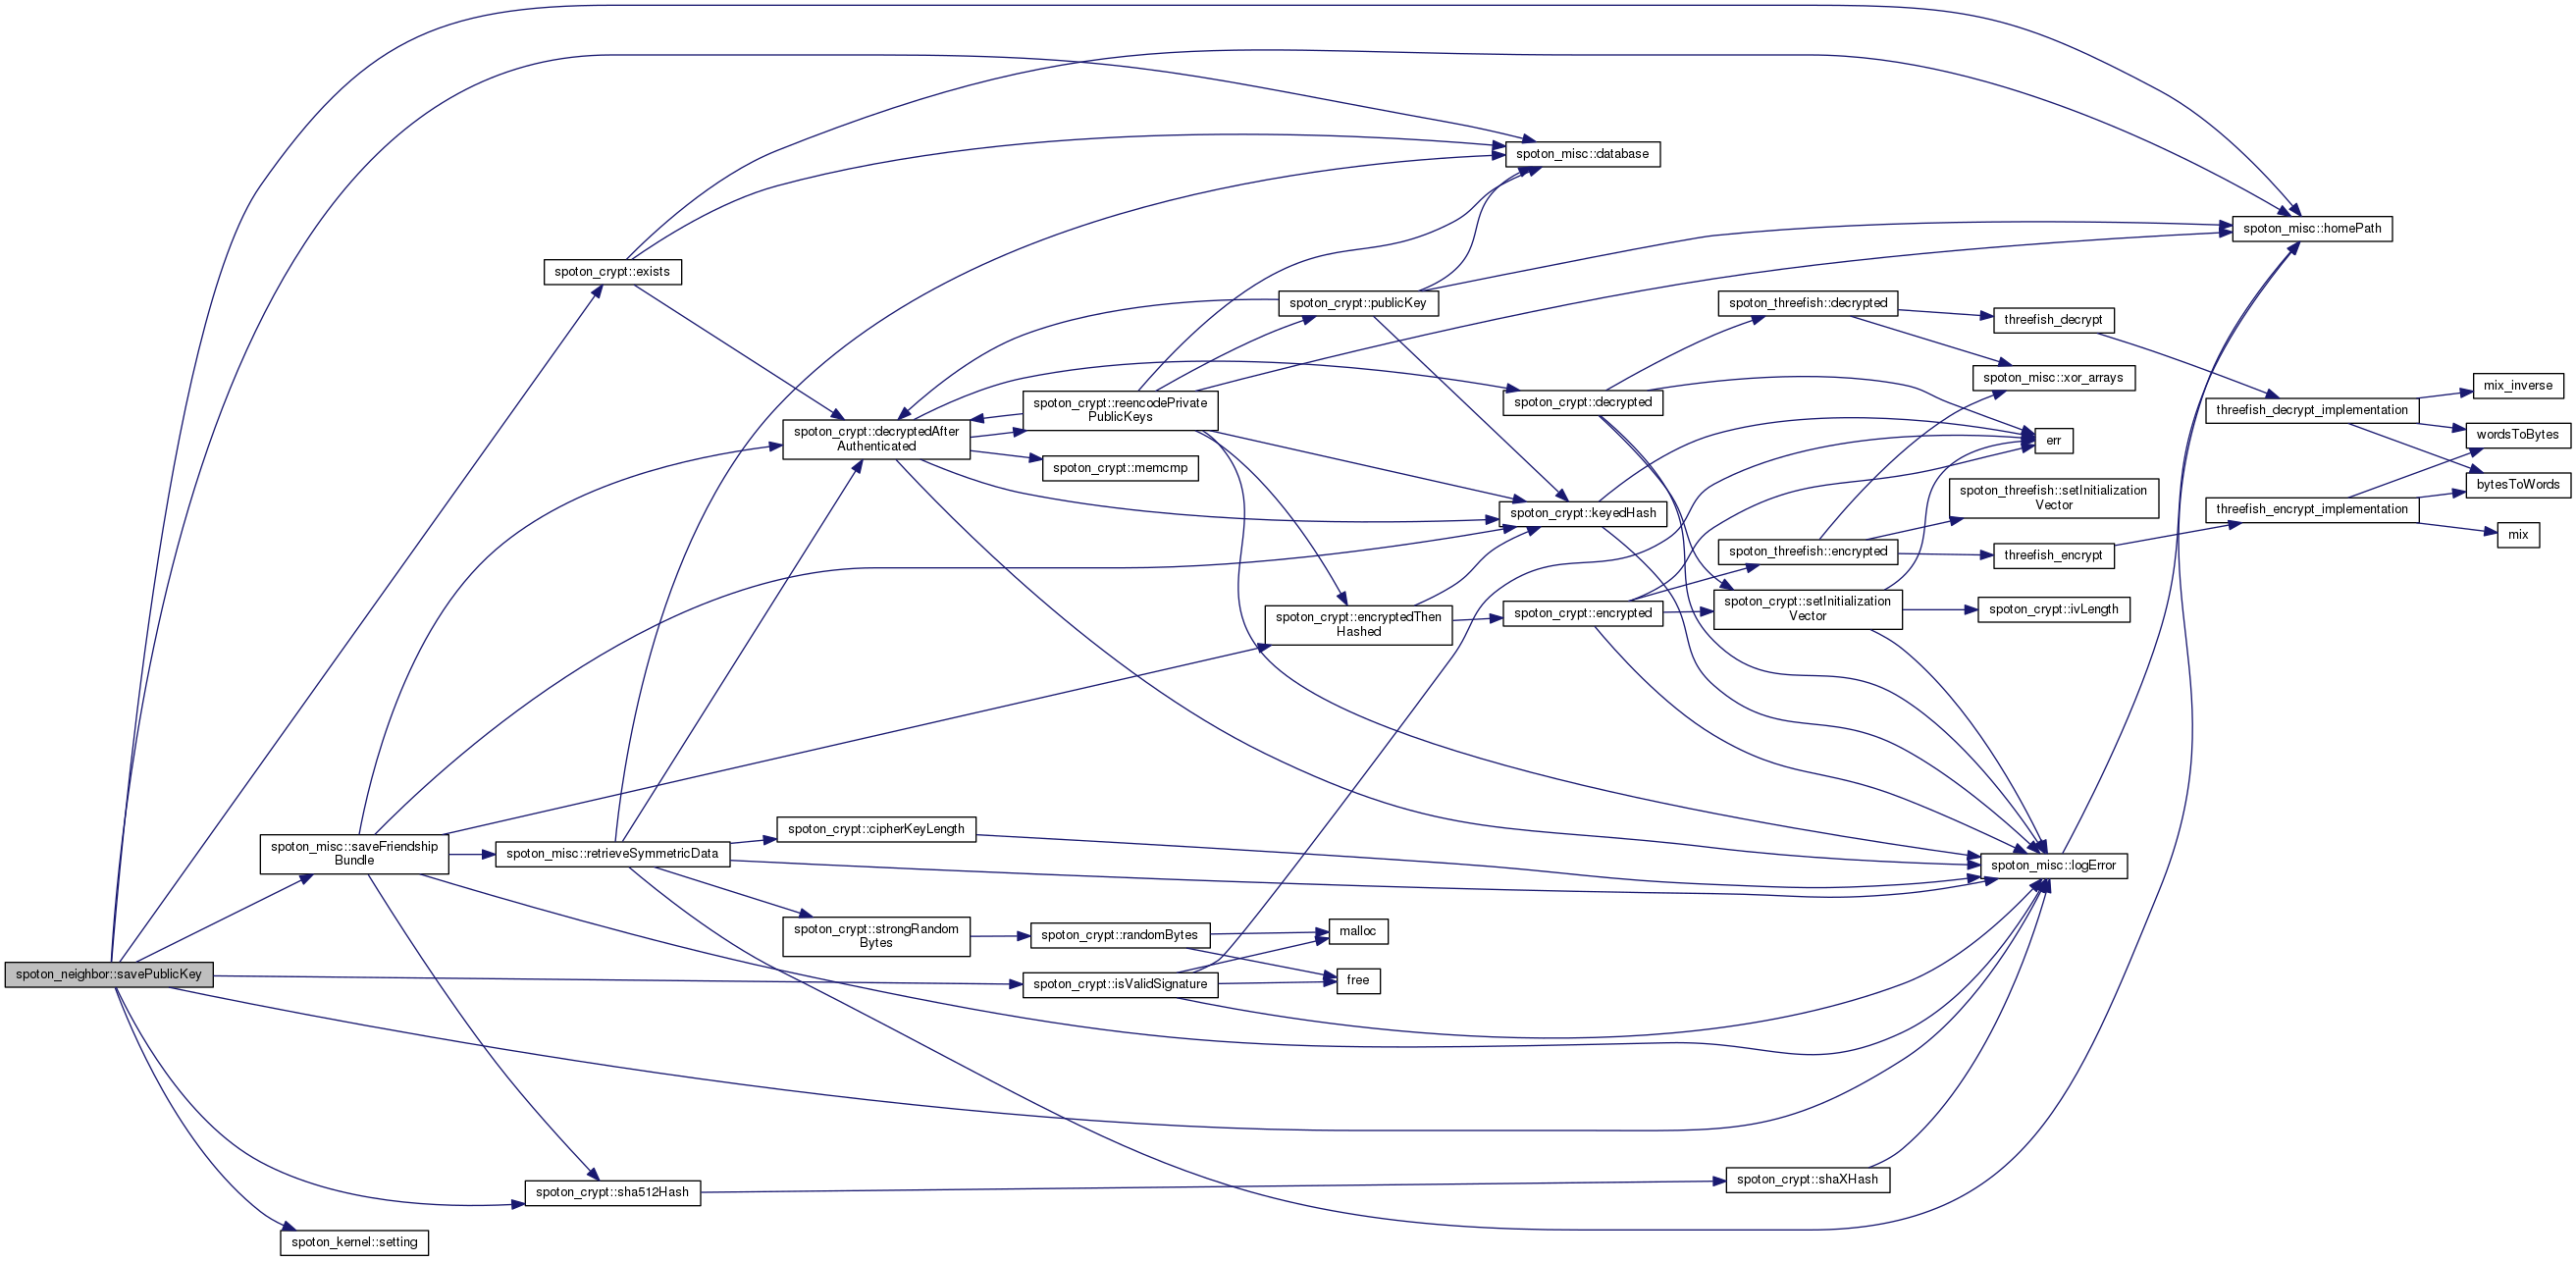 spoton_misc::database
spoton_misc::homePath
spoton_crypt::exists
spoton_crypt::publicKey
spoton_threefish::decrypted
threefish_decrypt
spoton_misc::xor_arrays
mix_inverse
spoton_crypt::reencodePrivate
PublicKeys
spoton_crypt::decrypted
threefish_decrypt_implementation
spoton_crypt::decryptedAfter
Authenticated
err
wordsToBytes
spoton_crypt::memcmp
bytesToWords
spoton_threefish::setInitialization
Vector
spoton_crypt::keyedHash
threefish_encrypt_implementation
mix
spoton_threefish::encrypted
threefish_encrypt
spoton_crypt::encryptedThen
Hashed
spoton_crypt::encrypted
spoton_crypt::setInitialization
Vector
spoton_crypt::ivLength
spoton_crypt::cipherKeyLength
spoton_misc::saveFriendship
Bundle
spoton_misc::retrieveSymmetricData
spoton_misc::logError
spoton_crypt::strongRandom
Bytes
spoton_crypt::randomBytes
malloc
spoton_neighbor::savePublicKey
spoton_crypt::isValidSignature
free
spoton_crypt::shaXHash
spoton_crypt::sha512Hash
spoton_kernel::setting